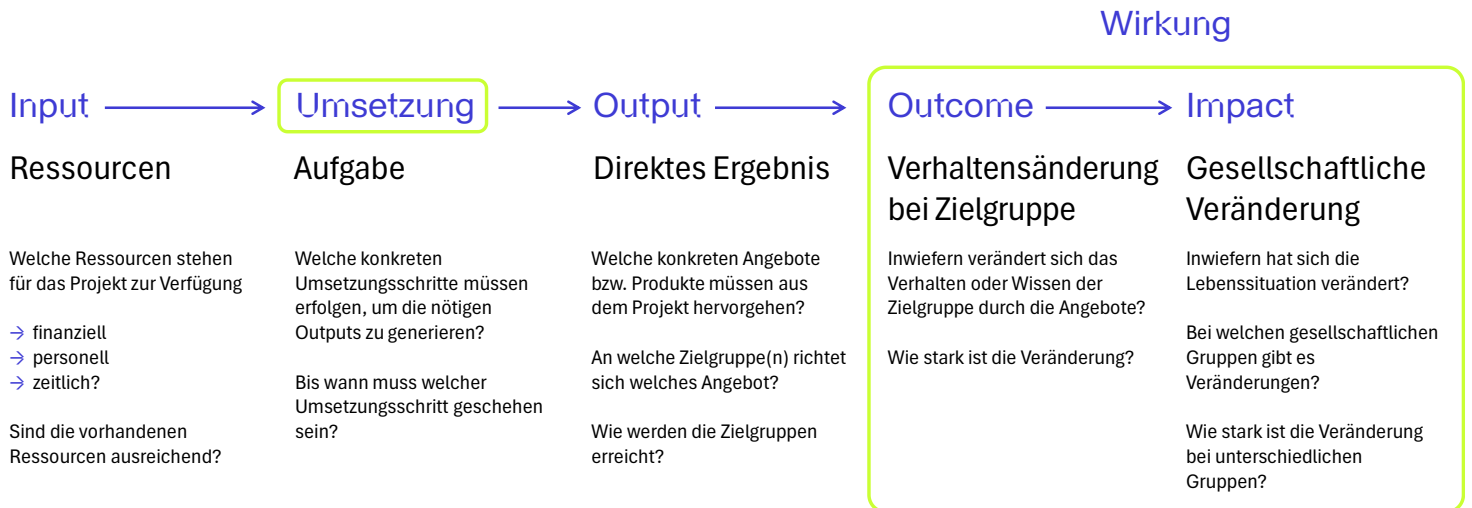 Wirkung
Input
Umsetzung
Output
Outcome
Impact
Ressourcen
Aufgabe
Direktes Ergebnis
Verhaltensänderung
bei Zielgruppe
Gesellschaftliche
Veränderung
Welche Ressourcen stehen
für das Projekt zur Verfügung
→ finanziell
→ personell
→ zeitlich?
Sind die vorhandenen
Ressourcen ausreichend?
Welche konkreten
Umsetzungsschritte müssen
erfolgen, um die nötigen
Outputs zu generieren?
Bis wann muss welcher
Umsetzungsschritt geschehen
sein?
Welche konkreten Angebote
bzw. Produkte müssen aus
dem Projekt hervorgehen?
An welche Zielgruppe(n) richtet
sich welches Angebot?
Wie werden die Zielgruppen
erreicht?
Inwiefern verändert sich das
Verhalten oder Wissen der
Zielgruppe durch die Angebote?
Wie stark ist die Veränderung?
Inwiefern hat sich die
Lebenssituation verändert?
Bei welchen gesellschaftlichen
Gruppen gibt es
Veränderungen?
Wie stark ist die Veränderung
bei unterschiedlichen
Gruppen?